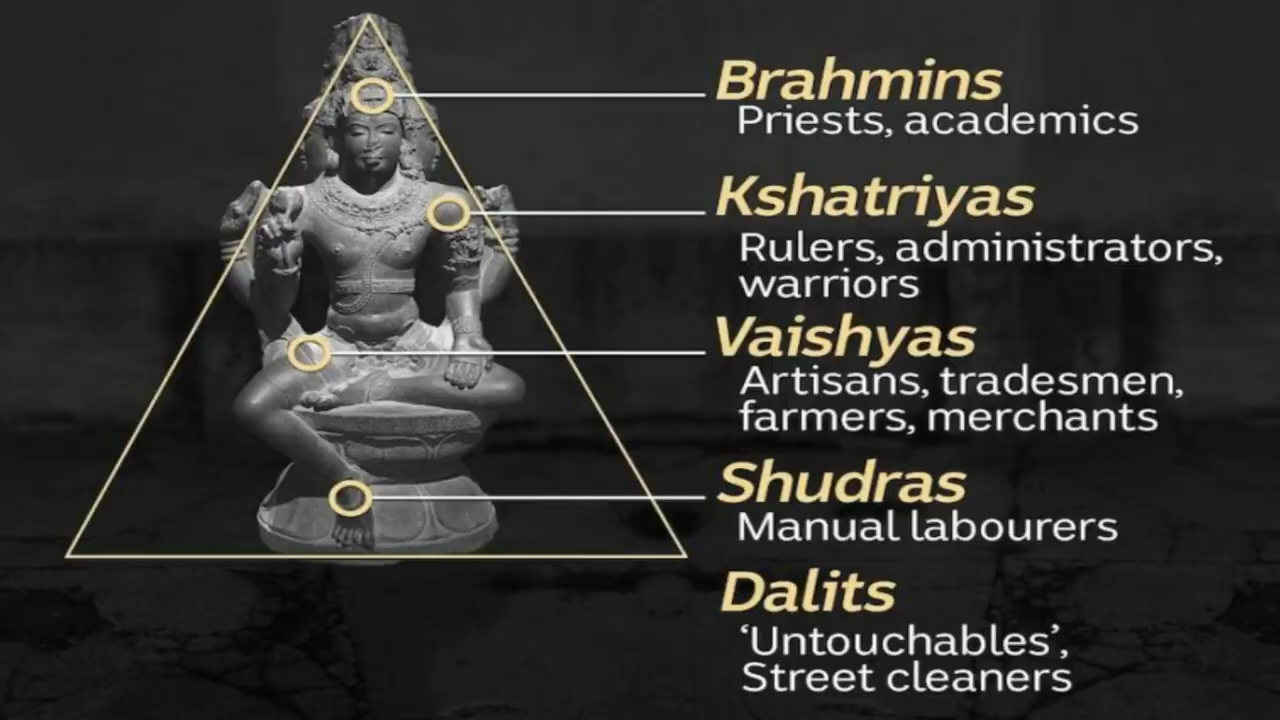 Brahmins
Priests, academics
Kshatriyas
Rulers, administrators,
warriors
Vaishyas
Artisans, tradesmen,
farmers, merchants
Shudras
Manual labourers
Dalits
‘Untouchables’,
Street cleaners